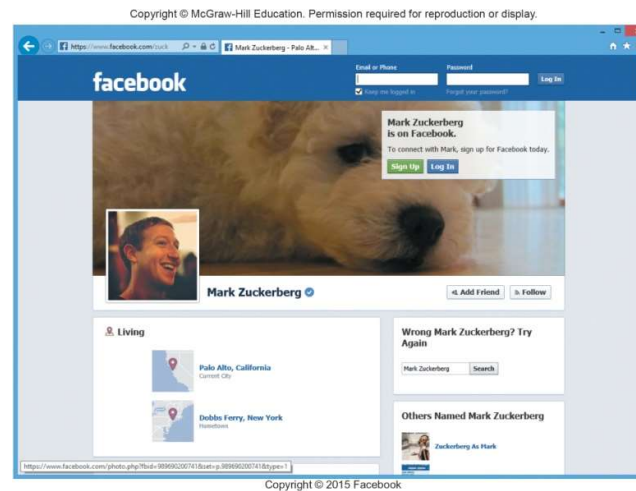 Copyright © McGraw-Hill Education. Permission required for reproduction or display.
https://www.facebook.com/zuck
Mark Zuckerberg - Palo Alt...
facebook
Email or Phone
Password
Log In
Keep me logged in
Forgot your password?
Mark Zuckerberg
is on Facebook.
To connect with Mark, sign up for Facebook today.
Sign Up Log In
Mark Zuckerberg
Add Friend
Follow
Living
Palo Alto, California
Current City
Dobbs Ferry, New York
Hometown
Wrong Mark Zuckerberg? Try
Again
Mark Zuckerberg Search
Others Named Mark Zuckerberg
Zuckerberg As Mark
https://www.facebook.com/photo.php?fbid=989690200741&set=p.989690200741&type=1
Copyright © 2015 Facebook